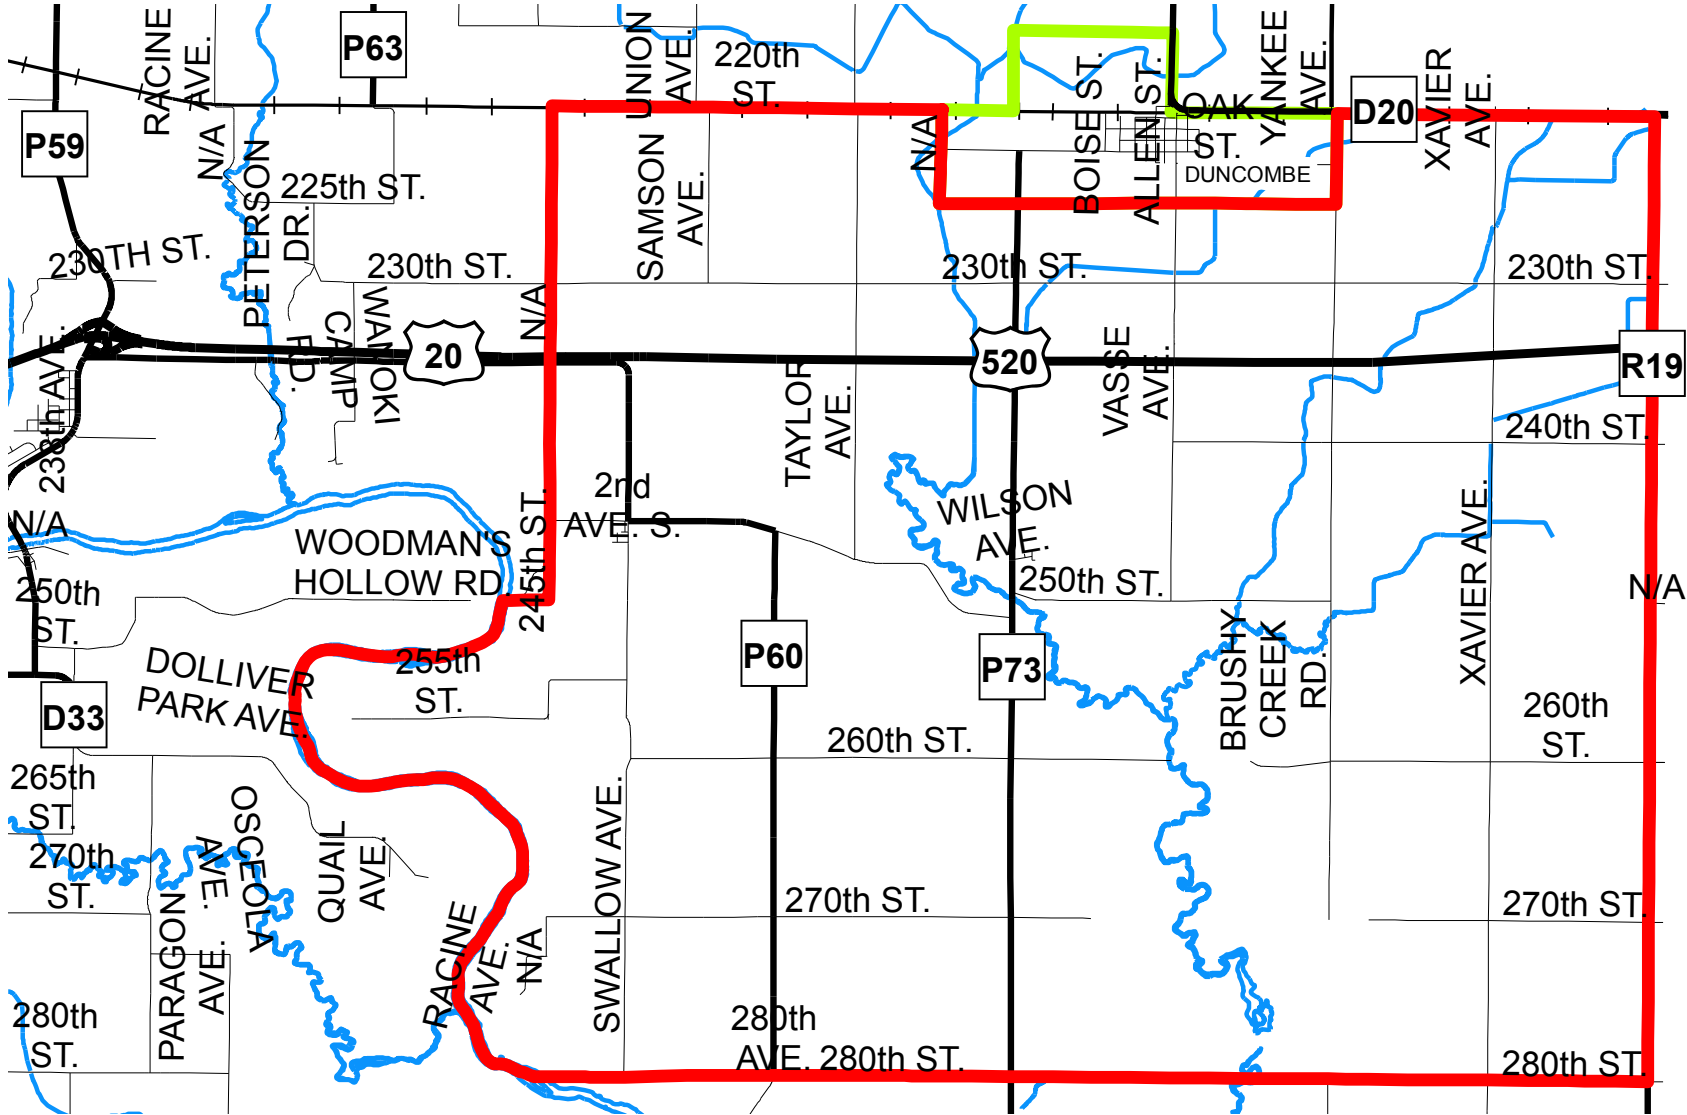 P63
RACINE
AVE.
UNION
AVE.
220th
ST.
BOISE ST.
ALLEN ST.
YANKEE
AVE.
XAVIER
AVE.
D20
OAK
ST.
DUNCOMBE
P59
N/A
PETERSON
DR.
225th ST.
SAMSON
AVE.
N/A
230TH ST.
230th ST.
230th ST.
230th ST.
N/A
CAMP
WANOKI
RD.
20
520
R19
238th AVE.
TAYLOR
AVE.
VASSE
AVE.
240th ST.
N/A
2nd
AVE. S.
WILSON
AVE.
WOODMAN'S
HOLLOW RD.
245th ST.
250th
ST.
250th ST.
XAVIER AVE.
N/A
DOLLIVER
PARK AVE.
255th
ST.
P60
P73
BRUSHY
CREEK
RD.
D33
260th ST.
260th
ST.
265th
ST.
270th
ST.
OSCEOLA
AVE.
QUAIL
AVE.
SWALLOW AVE.
270th ST.
270th ST.
PARAGON
AVE.
RACINE
AVE.
N/A
280th
ST.
280th
AVE.
280th ST.
280th ST.